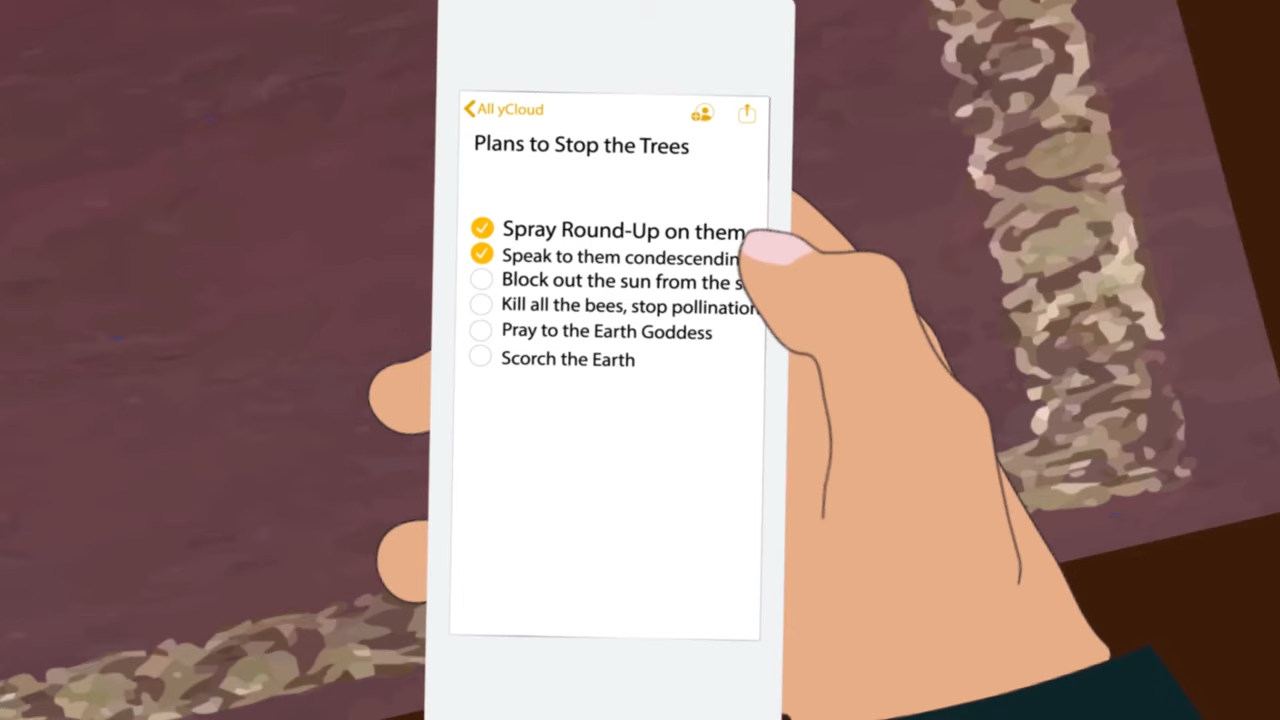 All yCloud
Plans to Stop the Trees
Spray Round-Up on them
Speak to them condescendin
Block out the sun from the s
Kill all the bees, stop pollination
Pray to the Earth Goddess
Scorch the Earth